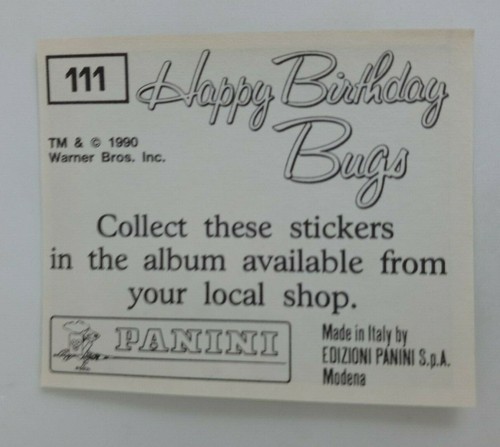 111
Happy Birthday
Bugs
TM & © 1990
Warner Bros. Inc.
Collect these stickers
in the album available from
your local shop.
PANINI
Made in Italy by
EDIZIONI PANINI S.p.A.
Modena